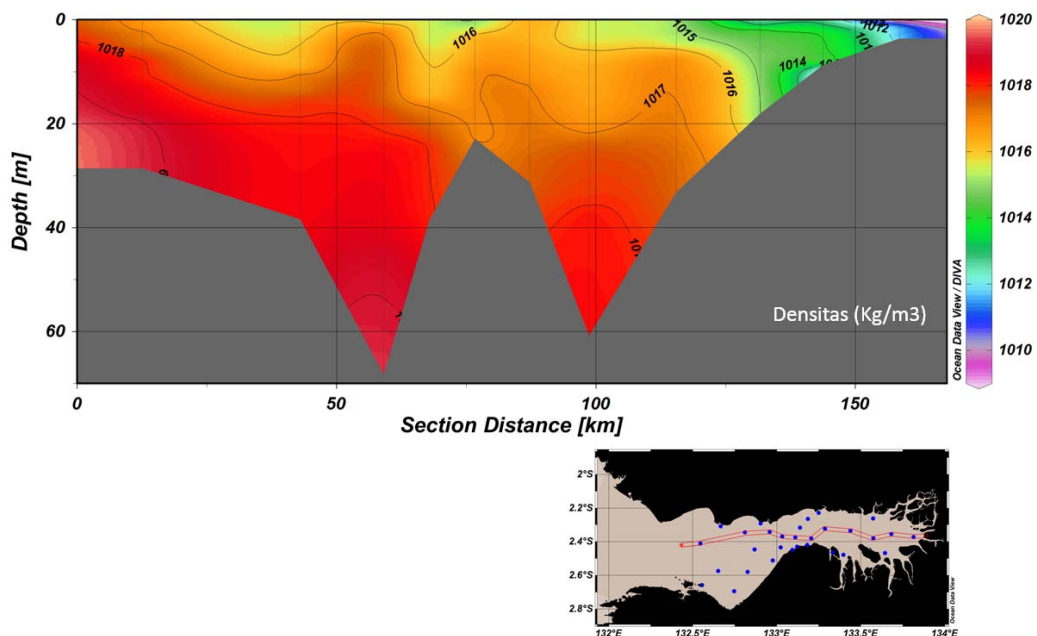 0
20
40
60
Depth [m]
1018
1016
1015
1012
1014
1016
1017
Densitas (Kg/m3)
0
50
100
150
Section Distance [km]
Ocean Data View / DIVA
1020
1018
1016
1014
1012
1010
2°S
2.2°S
2.4°S
2.6°S
2.8°S
132°E
132.5°E
133°E
133.5°E
134°E
Ocean Data View